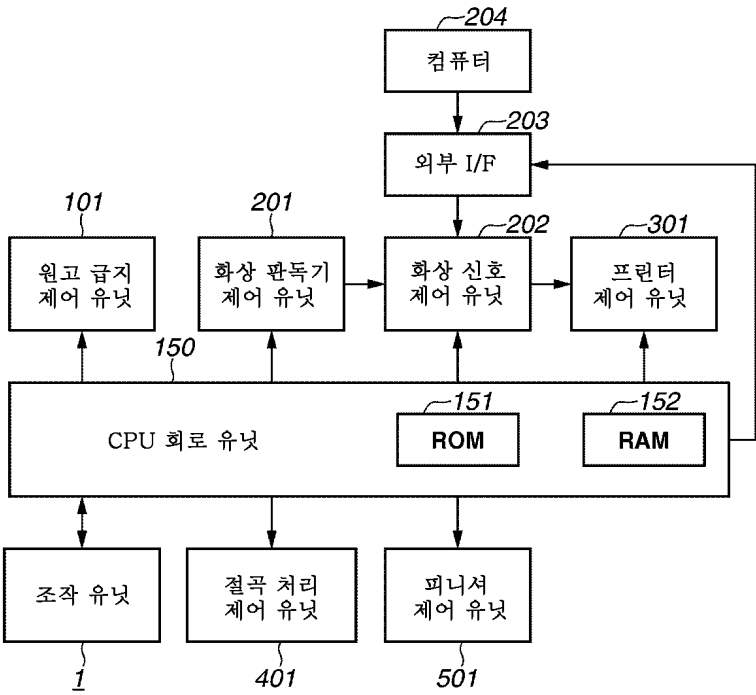 204
컴퓨터
203
외부 I/F
101
201
202
301
원고 급지
제어 유닛
화상 판독기
제어 유닛
화상 신호
제어 유닛
프린터
제어 유닛
150
CPU 회로 유닛
151
ROM
152
RAM
조작 유닛
절곡 처리
제어 유닛
피니셔
제어 유닛
1
401
501